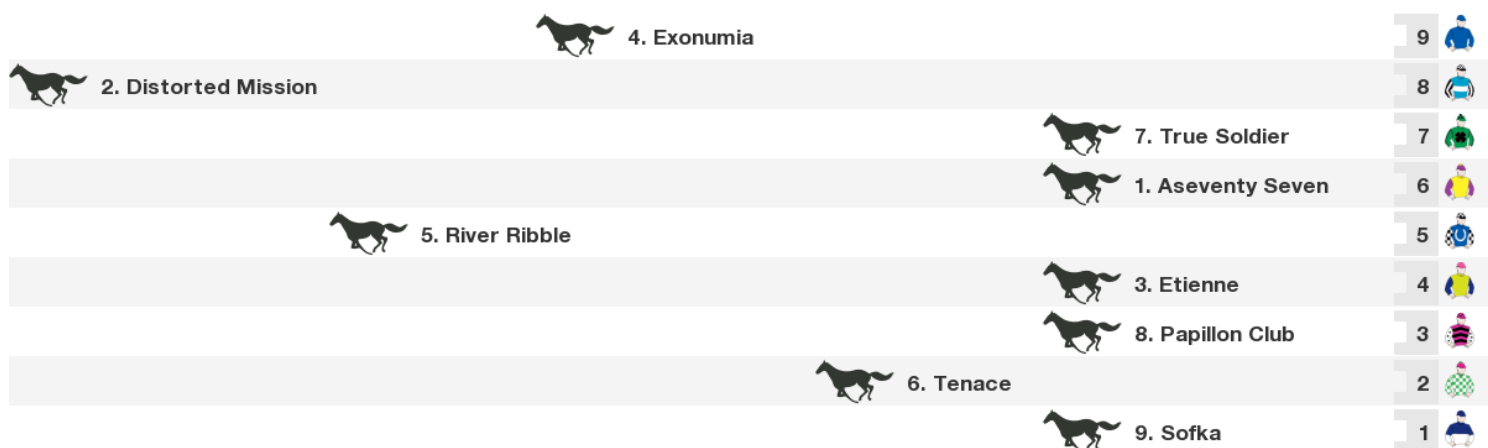 4. Exonumia 9
2. Distorted Mission 8
7. True Soldier 7
1. Aseventy Seven 6
5. River Ribble 5
3. Etienne 4
8. Papillon Club 3
6. Tenace 2
9. Sofka 1